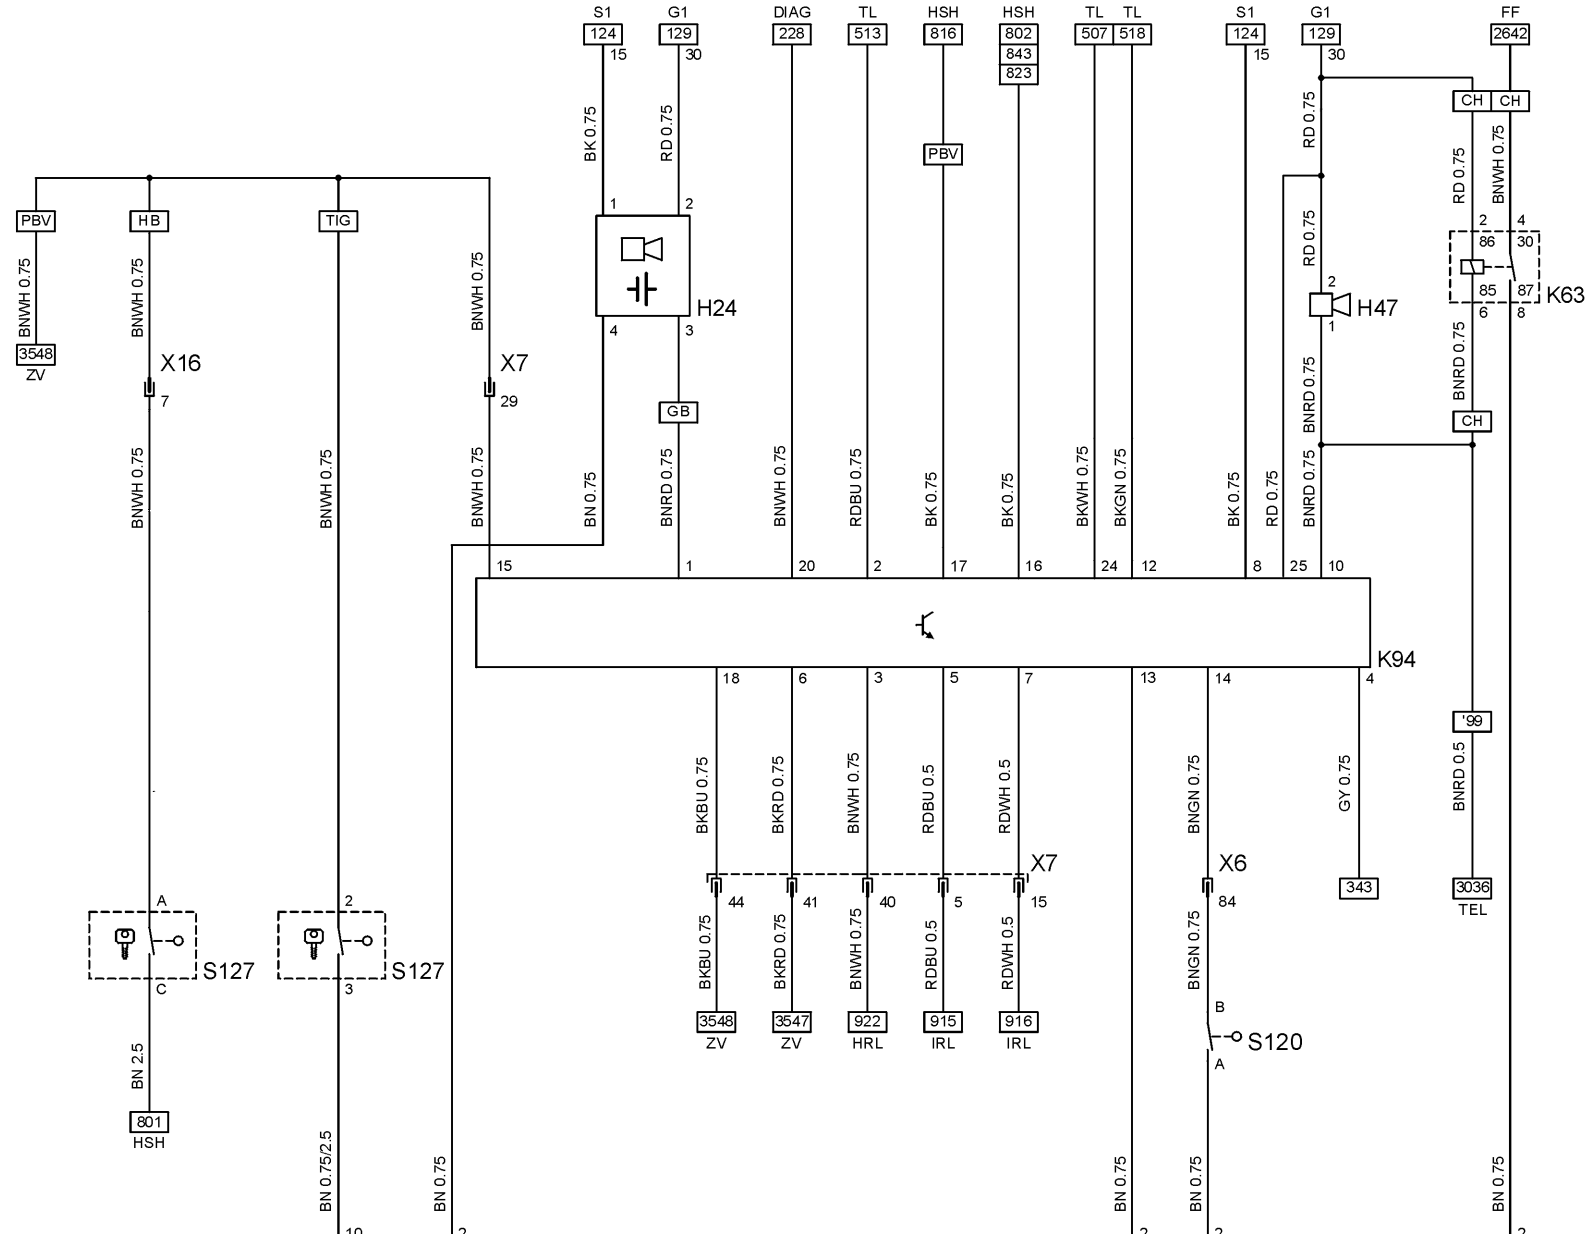 S1 G1 DIAG TL HSH HSH TL TL S1 G1 FF
124 129 228 513 816 802 507 518 124 129 2642
15 30 843 15 30
823
CH CH
BK 0.75 RD 0.75 RD 0.75 RD 0.75 BNWH 0.75
PBV
PBV HB TIG
1 2 2 4
86 30
BNWH 0.75 BNWH 0.75 BNWH 0.75 RD 0.75
H24 2 H47 85 87 K63
4 3 1 6 8
3548 X16 X7
ZV
7 29
GB BNRD 0.75 BNRD 0.75
CH
BNWH 0.75 BNWH 0.75 BNWH 0.75 BN 0.75 BNRD 0.75 BNWH 0.75 RDBU 0.75 BK 0.75 BK 0.75 BKWH 0.75 BKGN 0.75 BK 0.75 RD 0.75 BNRD 0.75
15 1 20 2 17 16 24 12 8 25 10
K94
18 6 3 5 7 13 14 4
'99
BKBU 0.75 BKRD 0.75 BNWH 0.75 RDBU 0.5 RDWH 0.5 BNGN 0.75 GY 0.75 BNRD 0.5
X7 X6
343 3036
44 41 40 5 15 84 TEL
A 2
BKBU 0.75 BKRD 0.75 BNWH 0.75 RDBU 0.5 RDWH 0.5 BNGN 0.75
S127 S127
C 3
B
3548 3547 922 915 916
ZV ZV HRL IRL IRL S120
A
BN 2.5
801
HSH
BN 0.75/2.5 BN 0.75 BN 0.75 BN 0.75 BN 0.75
10 2 2 2 2